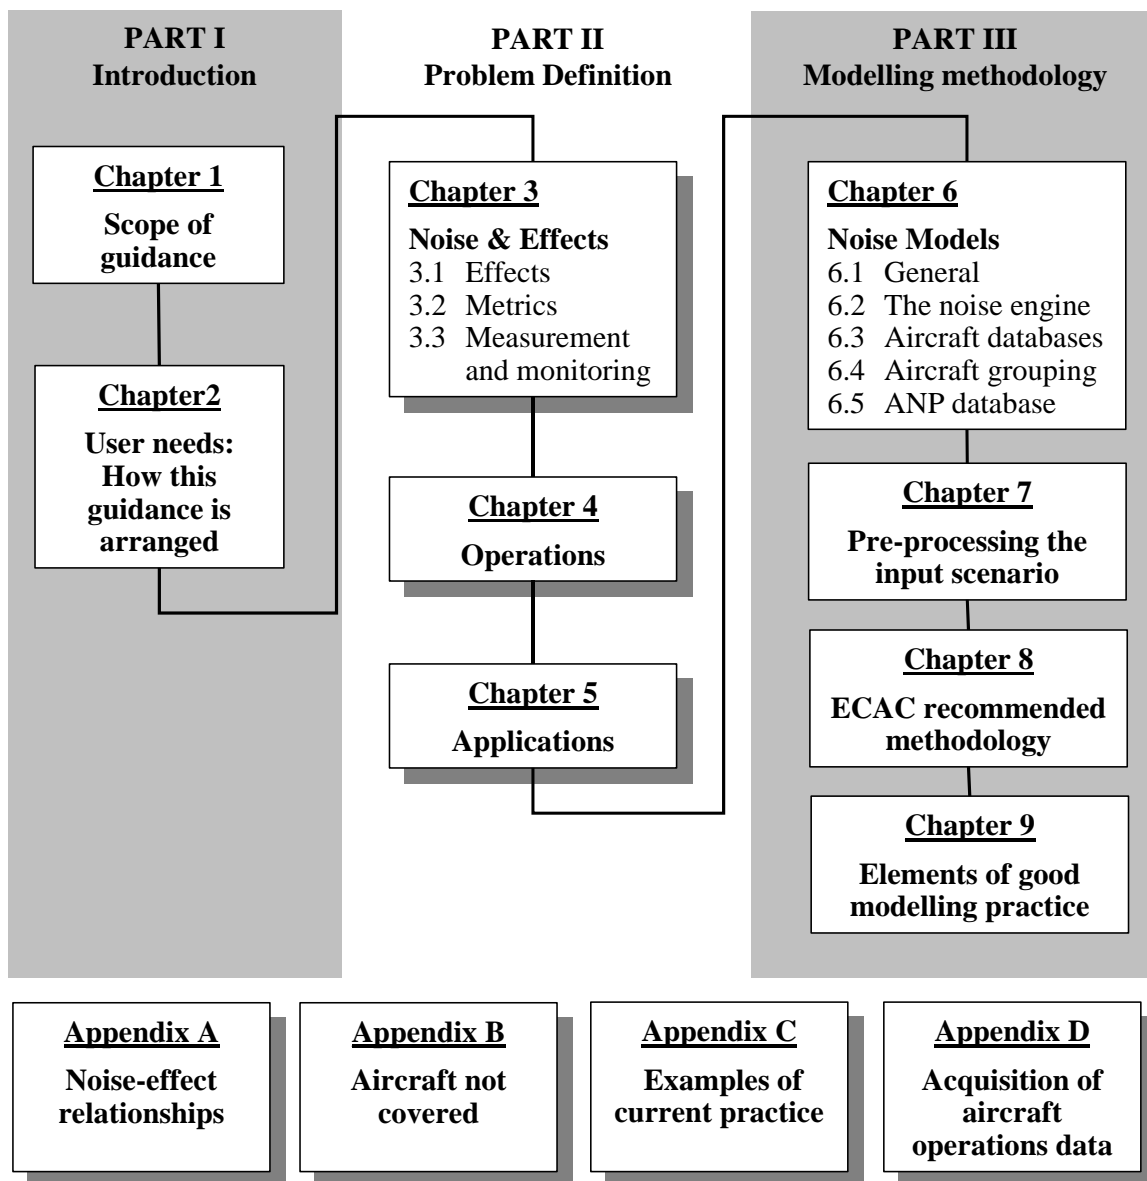 PART I
Introduction
Chapter 1
Scope of
guidance
Chapter2
User needs:
How this
guidance is
arranged
PART II
Problem Definition
Chapter 3
Noise & Effects
3.1 Effects
3.2 Metrics
3.3 Measurement
and monitoring
Chapter 4
Operations
Chapter 5
Applications
PART III
Modelling methodology
Chapter 6
Noise Models
6.1 General
6.2 The noise engine
6.3 Aircraft databases
6.4 Aircraft grouping
6.5 ANP database
Chapter 7
Pre-processing the
input scenario
Chapter 8
ECAC recommended
methodology
Chapter 9
Elements of good
modelling practice
Appendix A
Noise-effect
relationships
Appendix B
Aircraft not
covered
Appendix C
Examples of
current practice
Appendix D
Acquisition of
aircraft
operations data